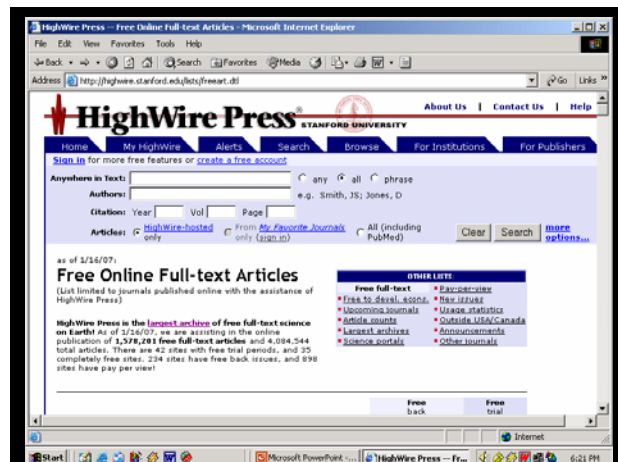 HighWire Press -- Free Online Full-text Articles - Microsoft Internet Explorer
File Edit View Favorites Tools Help
Back Search Favorites Media
Address http://highwire.stanford.edu/lists/freeart.dtl Go Links »
HighWire Press® STANFORD UNIVERSITY
About Us | Contact Us | Help
Home My HighWire Alerts Search Browse For Institutions For Publishers
Sign in for more free features or create a free account
Anywhere in Text: any all phrase
Authors: e.g. Smith, JS; Jones, D
Citation: Year Vol Page
Articles: HighWire-hosted only From My Favorite Journals only (sign in) All (including PubMed) Clear Search more options...
as of 1/16/07:
Free Online Full-text Articles
(List limited to journals published online with the assistance of
HighWire Press)
HighWire Press is the largest archive of free full-text science
on Earth! As of 1/16/07, we are assisting in the online
publication of 1,578,201 free full-text articles and 4,084,544
total articles. There are 42 sites with free trial periods, and 35
completely free sites. 234 sites have free back issues, and 898
sites have pay per view!
OTHER LISTS:
Free full-text Pay-per-view
Free to devel. econs. New issues
Upcoming journals Usage statistics
Article counts Outside USA/Canada
Largest archives Announcements
Science portals Other journals
Free Free
back trial
Internet
Start Microsoft PowerPoint -... HighWire Press -- Fr... 6:21 PM